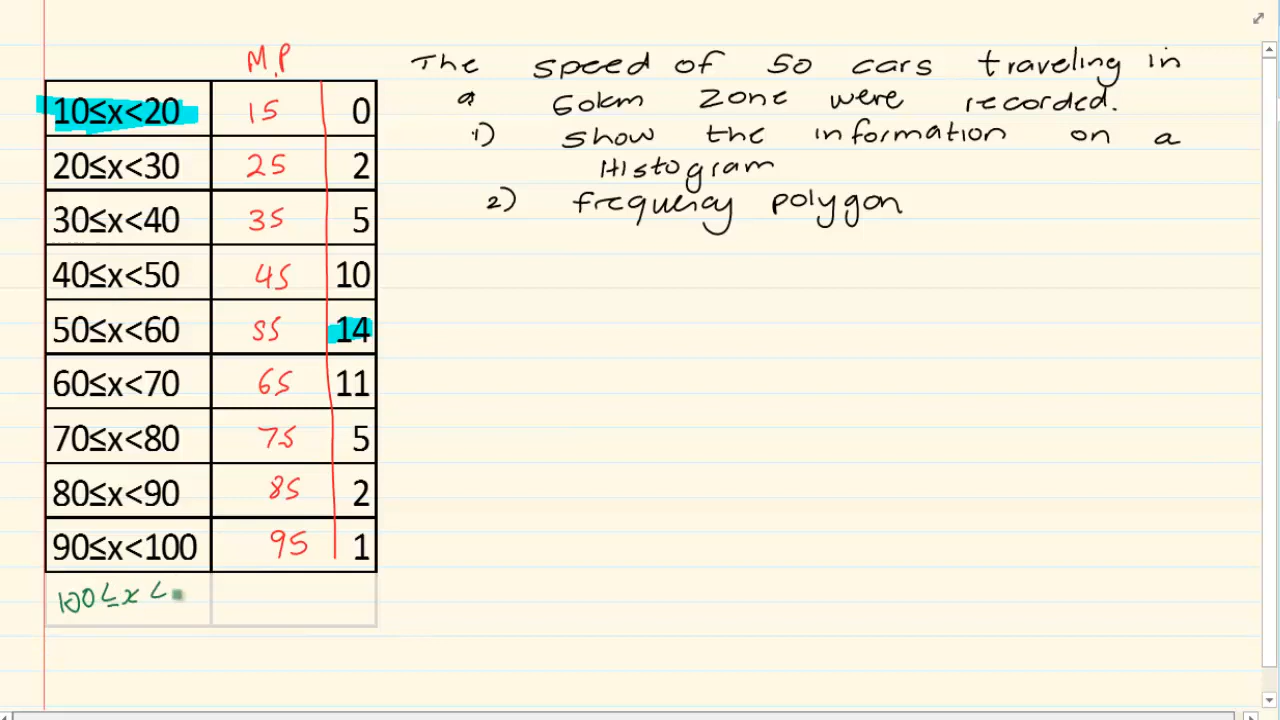 M.P
10≤x<20 15 0
20≤x<30 25 2
30≤x<40 35 5
40≤x<50 45 10
50≤x<60 55 14
60≤x<70 65 11
70≤x<80 75 5
80≤x<90 85 2
90≤x<100 95 1
100≤x<
The speed of 50 cars traveling in
a 60km zone were recorded.
1) show the information on a
Histogram
2) frequency polygon